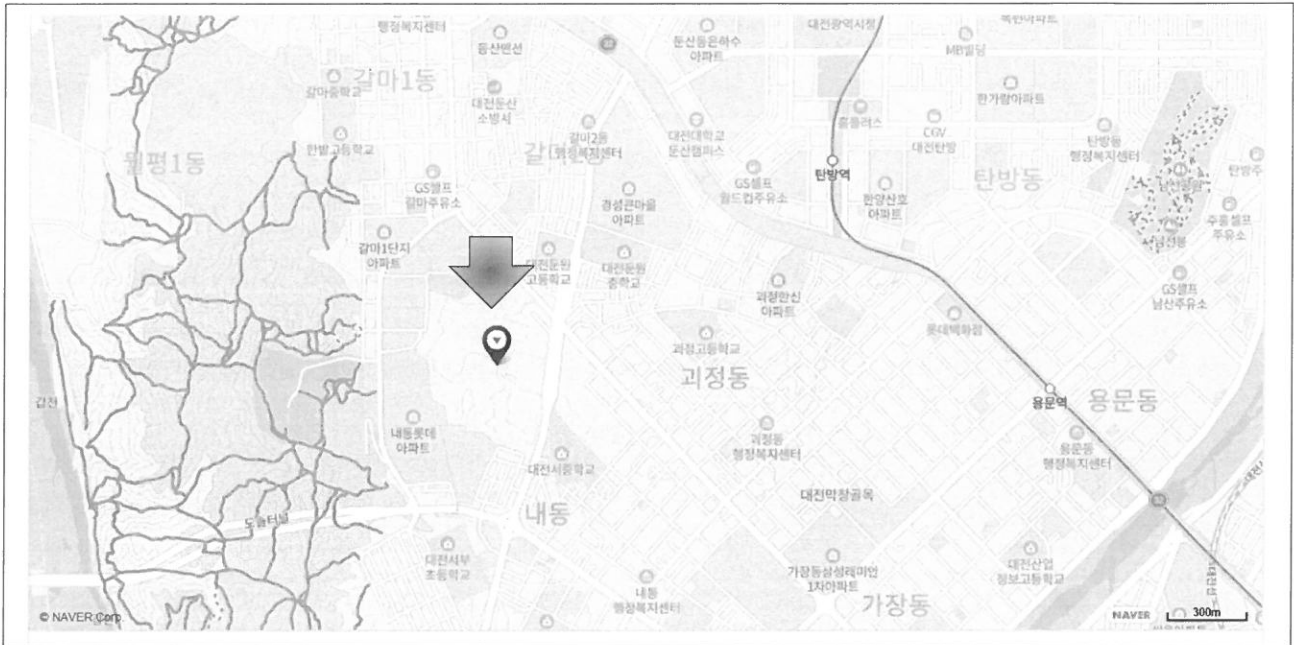 행정복지센터
둥산맨션
둔산동은하수
아파트
대전광역시청
MB빌딩
갈마중학교
갈마1동
대전둔산
소방서
한가람아파트
홈플러스
CGV
대전탄방
갈마2동
행정복지센터
대전대학교
둔산캠퍼스
탄방동
행정복지센터
한밭고등학교
월평1동
탄방역
탄방동
남선공원
GS셀프
갈마주유소
GS셀프
월드컵주유소
한양산호
아파트
경성큰마을
아파트
주유소
갈마1단지
아파트
대전둔원
고등학교
대전둔원
중학교
남선봉
GS셀프
남산주유소
괴정한신
아파트
롯데백화점
괴정고등학교
괴정동
용문역
용문동
갑천
내동롯데
아파트
괴정동
행정복지센터
용문동
행정복지센터
대전서중학교
대전막창골목
내동
도솔터널
대전서부
초등학교
가장동삼성래미안
1차아파트
대전산업
정보고등학교
대전선
내동
행정복지센터
가장동
© NAVER Corp.
NAVER
300m